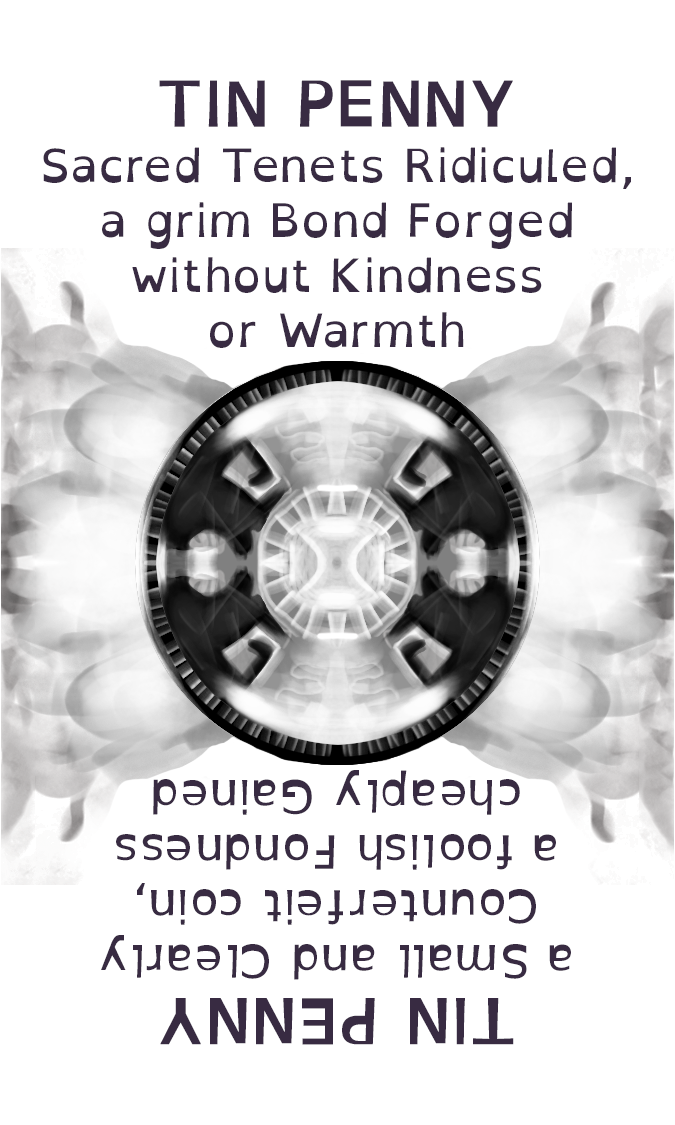 TIN PENNY
Sacred Tenets Ridiculed,
a grim Bond Forged
without Kindness
or Warmth
TIN PENNY
a Small and Clearly
Counterfeit coin,
a foolish Fondness
cheaply Gained